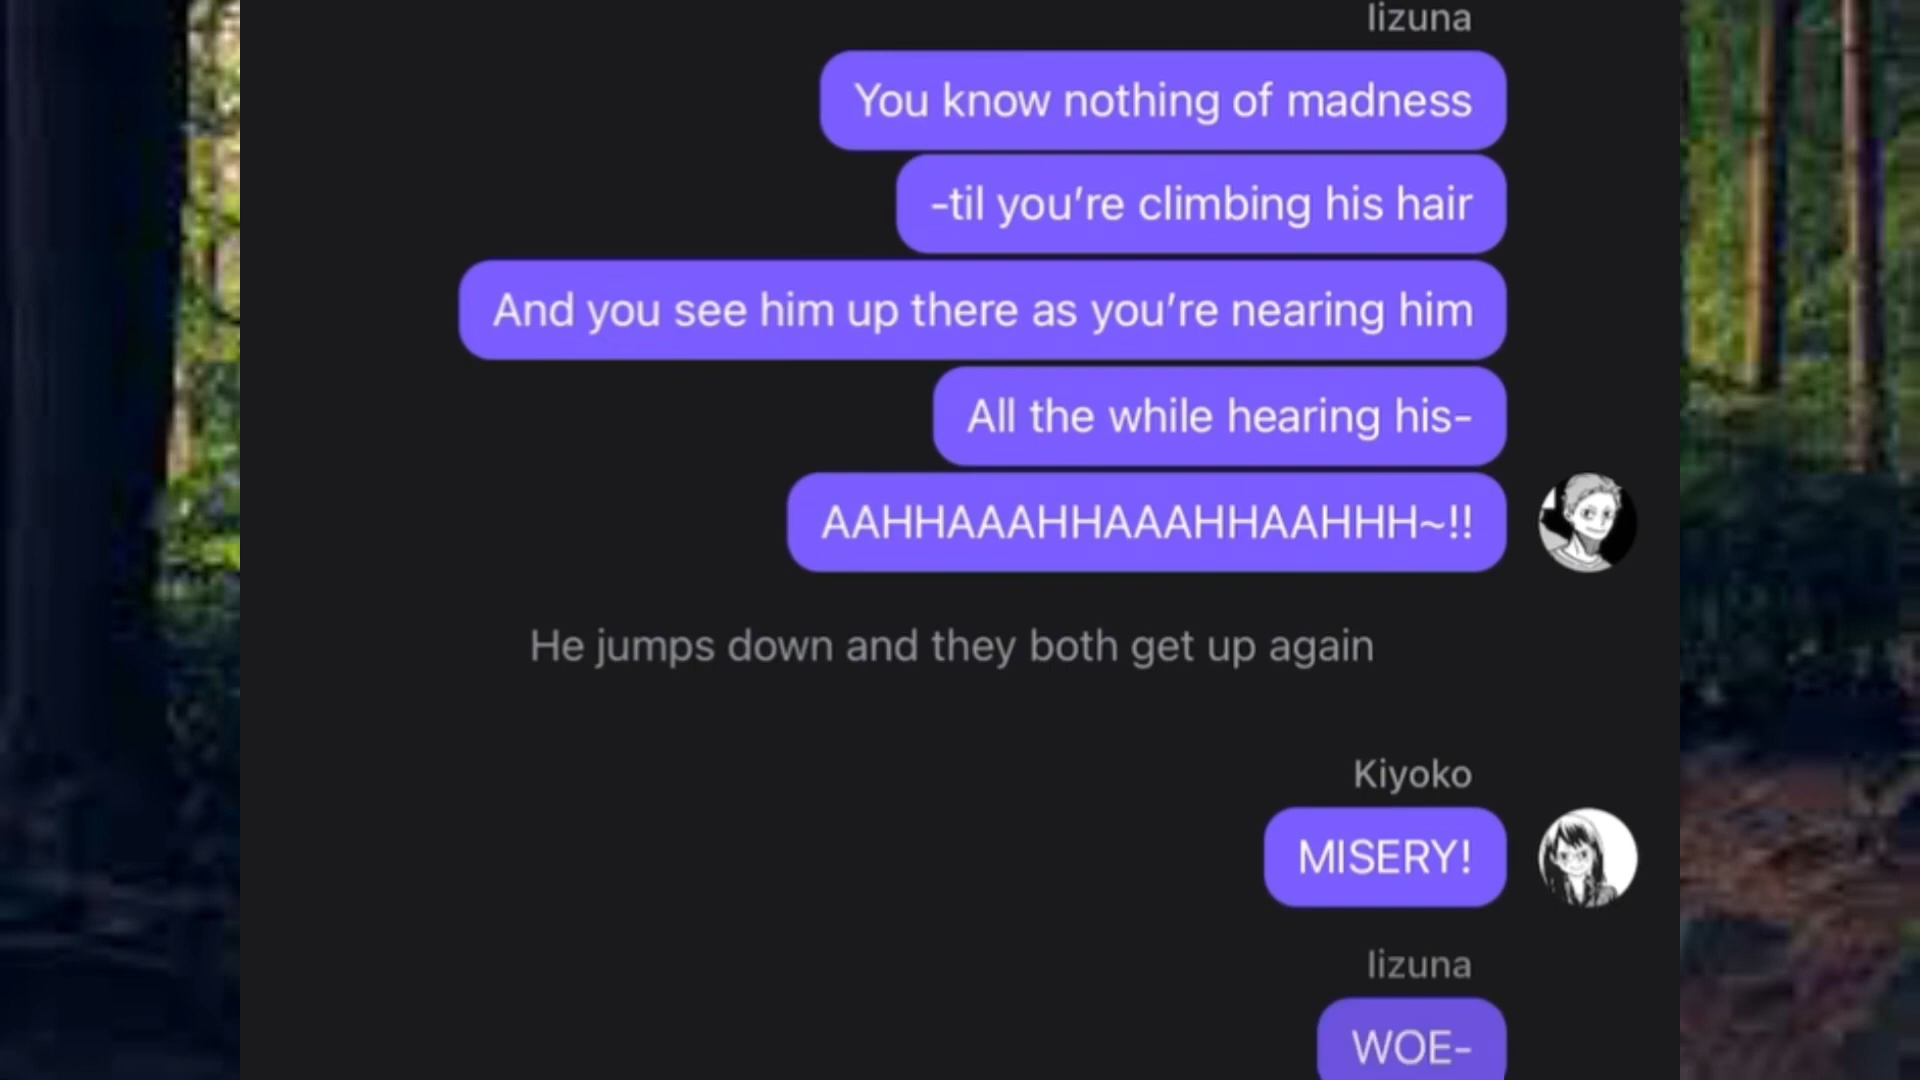 Iizuna
You know nothing of madness
-til you’re climbing his hair
And you see him up there as you’re nearing him
All the while hearing his-
AAHHAAAHHAAAHHAAHHH~!!
He jumps down and they both get up again
Kiyoko
MISERY!
Iizuna
WOE-